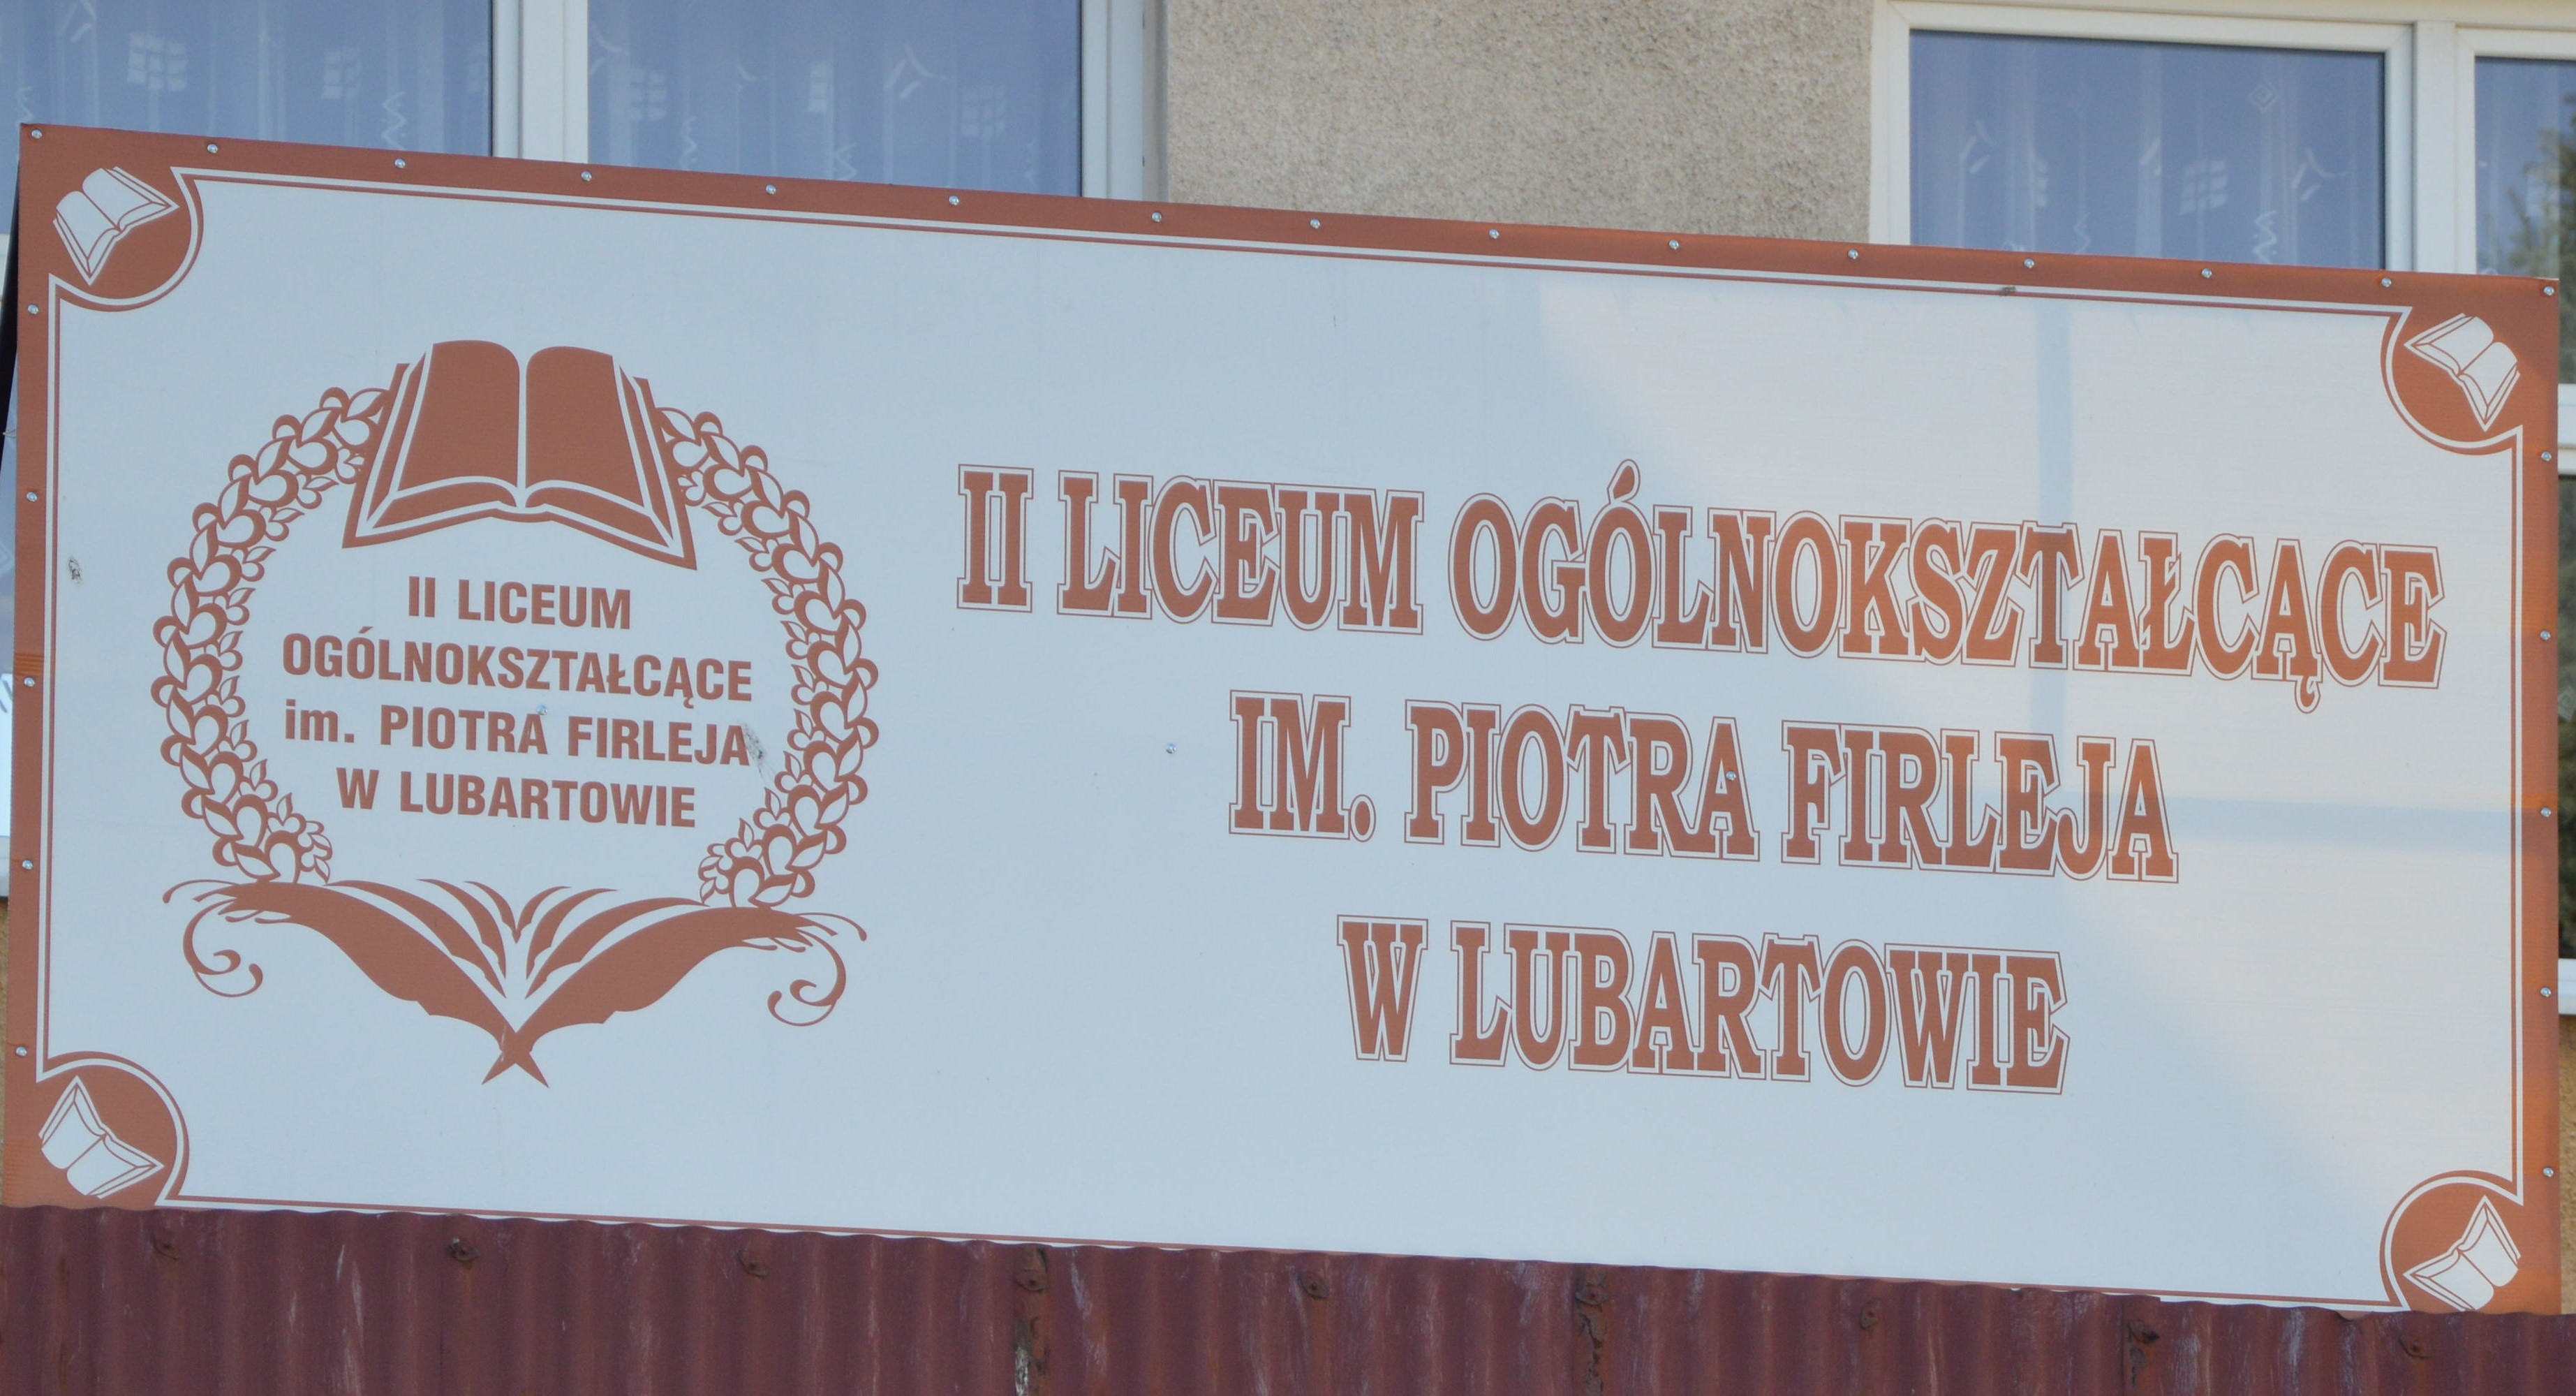 II LICEUM
OGÓLNOKSZTAŁCĄCE
im. PIOTRA FIRLEJA
W LUBARTOWIE
II LICEUM OGÓLNOKSZTAŁCĄCE
IM. PIOTRA FIRLEJA
W LUBARTOWIE